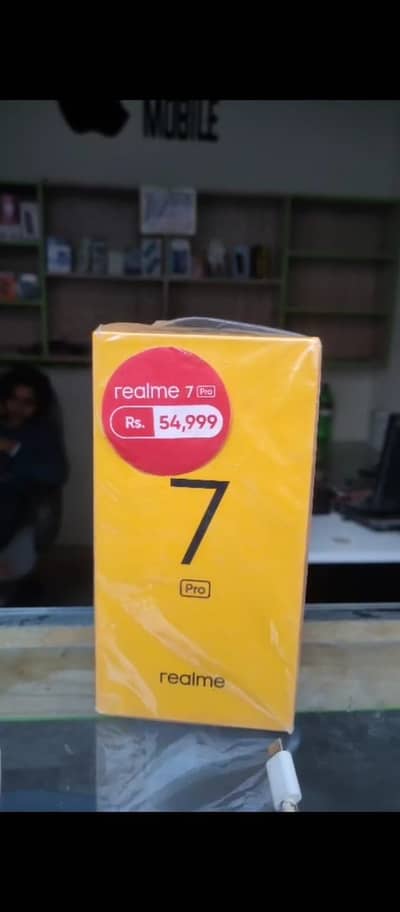 MOBILE
realme 7 Pro
Rs. 54,999
7
Pro
realme